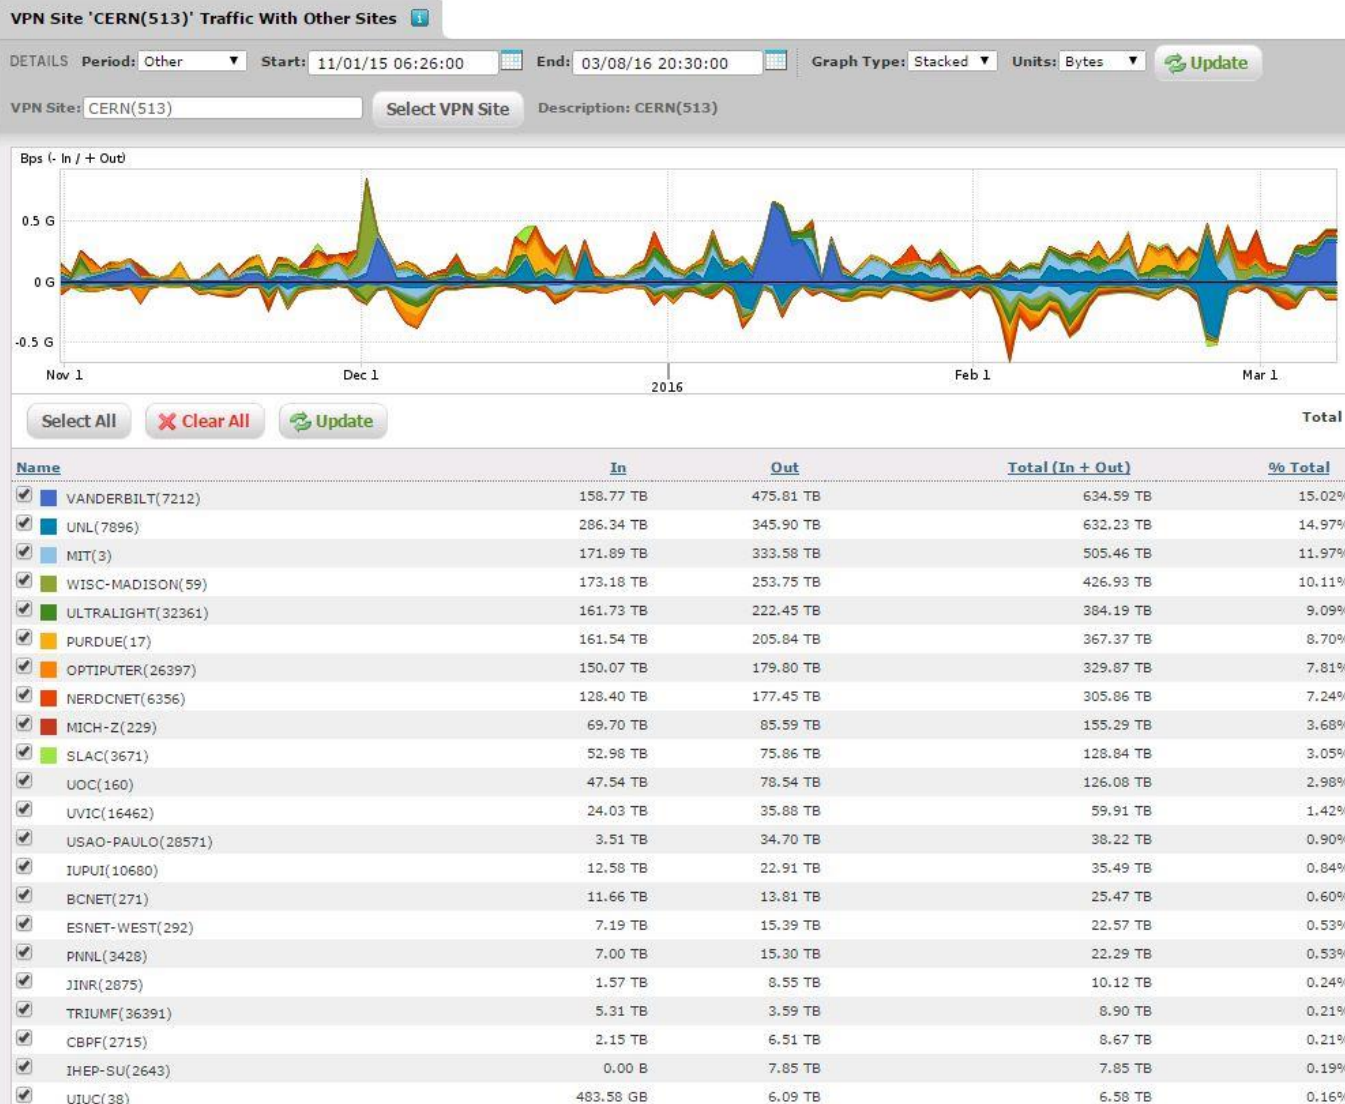 VPN Site 'CERN(513)' Traffic With Other Sites i
DETAILS Period: Other Start: 11/01/15 06:26:00 End: 03/08/16 20:30:00 Graph Type: Stacked Units: Bytes Update
VPN Site: CERN(513) Select VPN Site Description: CERN(513)
Bps (- In / + Out)
0.5 G
0 G
-0.5 G
Nov 1 Dec 1 2016 Feb 1 Mar 1
Select All Clear All Update Total
Name In Out Total (In + Out) % Total
VANDERBILT(7212) 158.77 TB 475.81 TB 634.59 TB 15.02%
UNL(7896) 286.34 TB 345.90 TB 632.23 TB 14.97%
MIT(3) 171.89 TB 333.58 TB 505.46 TB 11.97%
WISC-MADISON(59) 173.18 TB 253.75 TB 426.93 TB 10.11%
ULTRALIGHT(32361) 161.73 TB 222.45 TB 384.19 TB 9.09%
PURDUE(17) 161.54 TB 205.84 TB 367.37 TB 8.70%
OPTIPUTER(26397) 150.07 TB 179.80 TB 329.87 TB 7.81%
NERDCNET(6356) 128.40 TB 177.45 TB 305.86 TB 7.24%
MICH-Z(229) 69.70 TB 85.59 TB 155.29 TB 3.68%
SLAC(3671) 52.98 TB 75.86 TB 128.84 TB 3.05%
UOC(160) 47.54 TB 78.54 TB 126.08 TB 2.98%
UVIC(16462) 24.03 TB 35.88 TB 59.91 TB 1.42%
USAO-PAULO(28571) 3.51 TB 34.70 TB 38.22 TB 0.90%
IUPUI(10680) 12.58 TB 22.91 TB 35.49 TB 0.84%
BCNET(271) 11.66 TB 13.81 TB 25.47 TB 0.60%
ESNET-WEST(292) 7.19 TB 15.39 TB 22.57 TB 0.53%
PNNL(3428) 7.00 TB 15.30 TB 22.29 TB 0.53%
JINR(2875) 1.57 TB 8.55 TB 10.12 TB 0.24%
TRIUMF(36391) 5.31 TB 3.59 TB 8.90 TB 0.21%
CBPF(2715) 2.15 TB 6.51 TB 8.67 TB 0.21%
IHEP-SU(2643) 0.00 B 7.85 TB 7.85 TB 0.19%
UIUC(38) 483.58 GB 6.09 TB 6.58 TB 0.16%